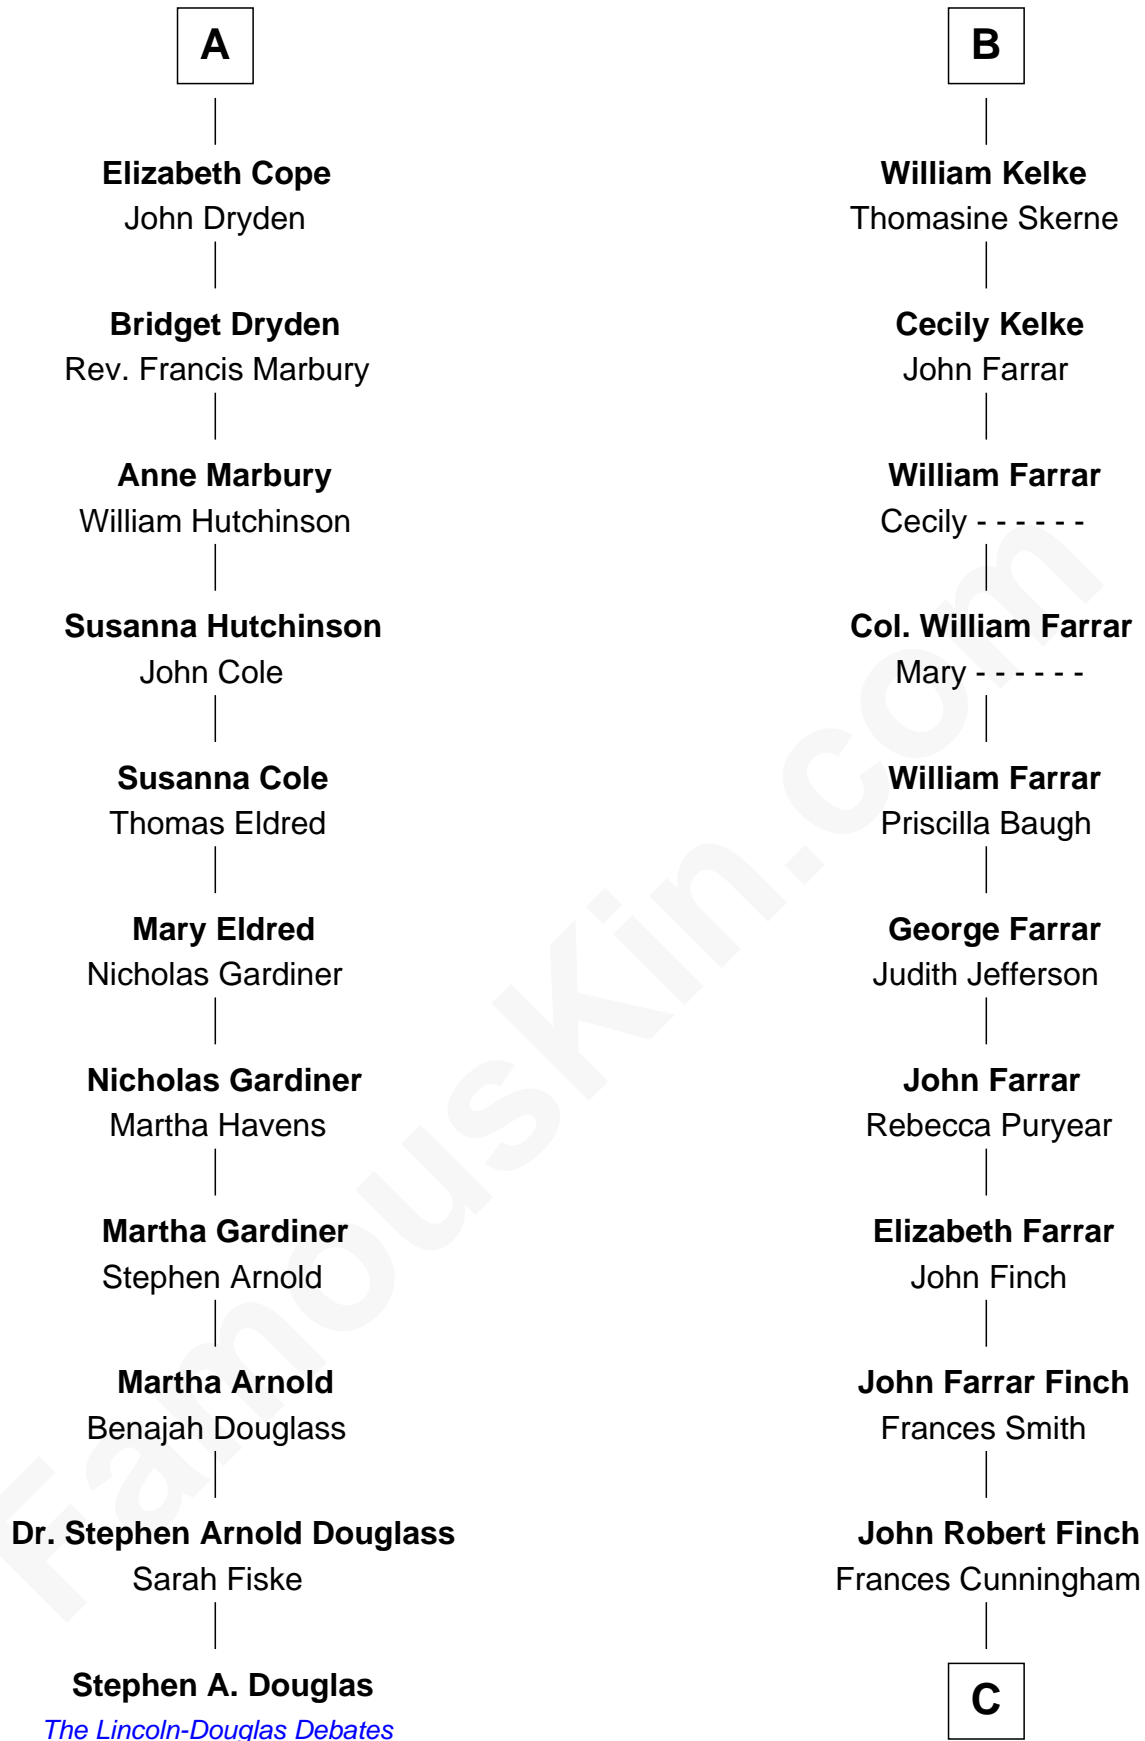 A
Elizabeth Cope
John Dryden
Bridget Dryden
Rev. Francis Marbury
Anne Marbury
William Hutchinson
Susanna Hutchinson
John Cole
Susanna Cole
Thomas Eldred
Mary Eldred
Nicholas Gardiner
Nicholas Gardiner
Martha Havens
Martha Gardiner
Stephen Arnold
Martha Arnold
Benajah Douglass
Dr. Stephen Arnold Douglass
Sarah Fiske
Stephen A. Douglas
The Lincoln-Douglas Debates
B
William Kelke
Thomasine Skerne
Cecily Kelke
John Farrar
William Farrar
Cecily - - - - - -
Col. William Farrar
Mary - - - - - -
William Farrar
Priscilla Baugh
George Farrar
Judith Jefferson
John Farrar
Rebecca Puryear
Elizabeth Farrar
John Finch
John Farrar Finch
Frances Smith
John Robert Finch
Frances Cunningham
C
FamousKin.com